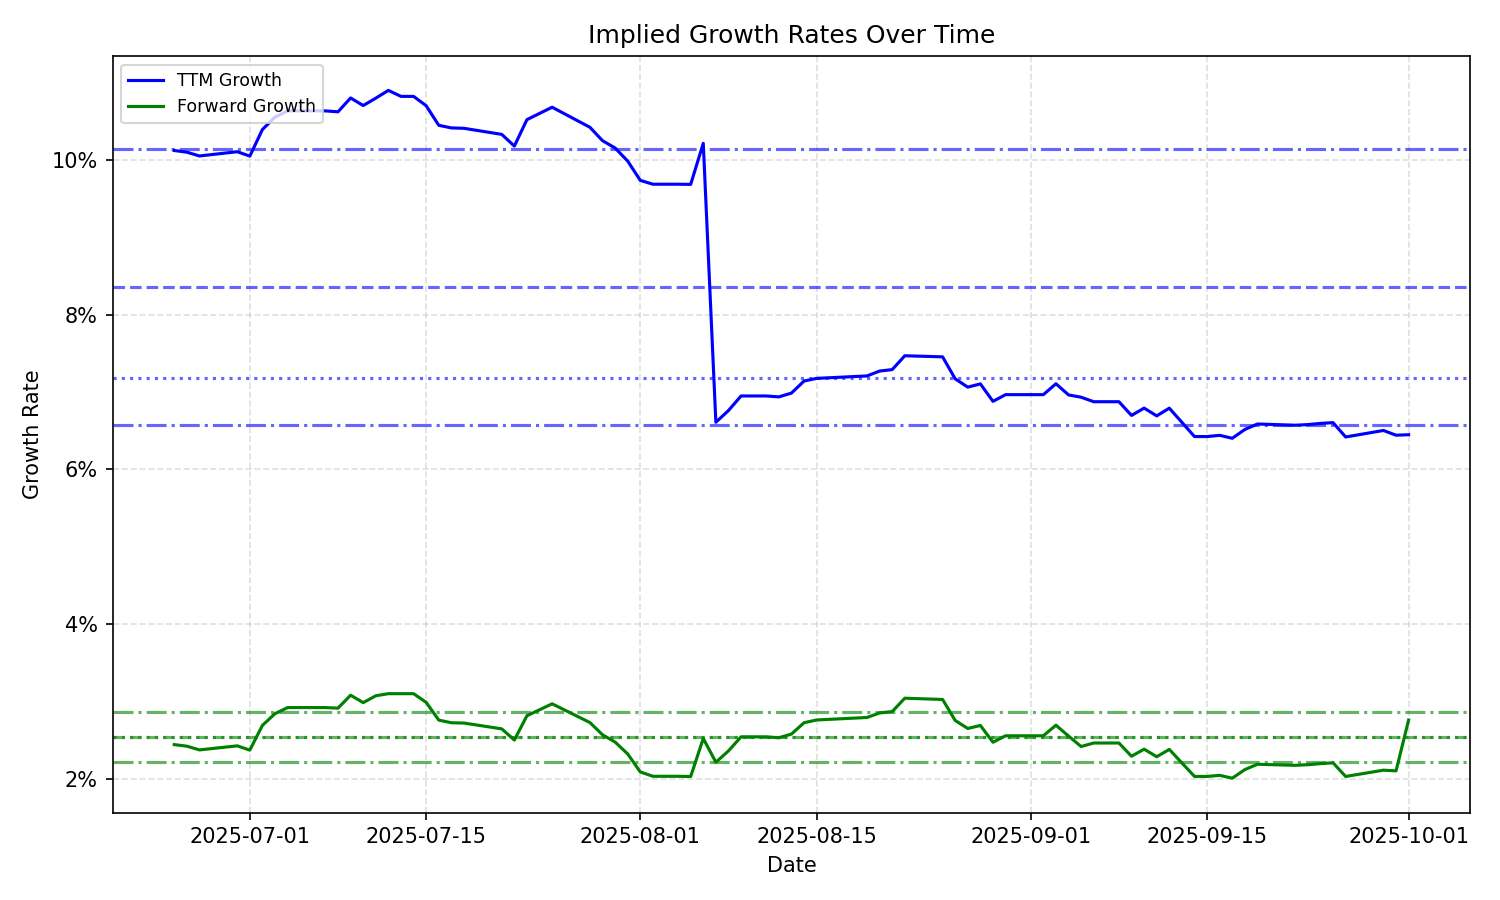 Implied Growth Rates Over Time
TTM Growth
Forward Growth
10%
8%
6%
4%
2%
Growth Rate
2025-07-01
2025-07-15
2025-08-01
2025-08-15
2025-09-01
2025-09-15
2025-10-01
Date